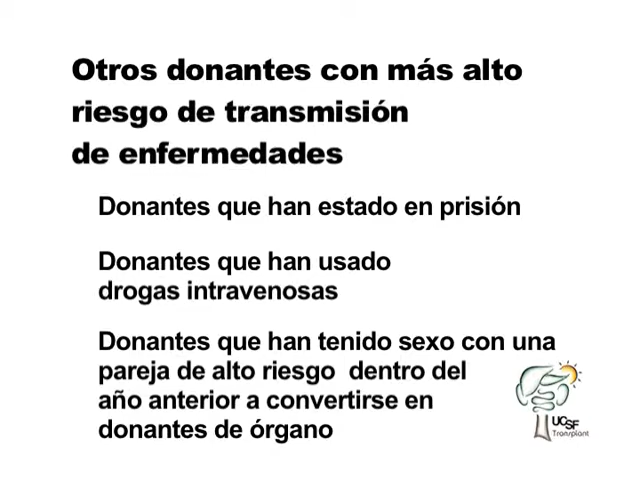 Otros donantes con más alto
riesgo de transmisión
de enfermedades
Donantes que han estado en prisión
Donantes que han usado
drogas intravenosas
Donantes que han tenido sexo con una
pareja de alto riesgo dentro del
año anterior a convertirse en
donantes de órgano
UCSF
Transplant